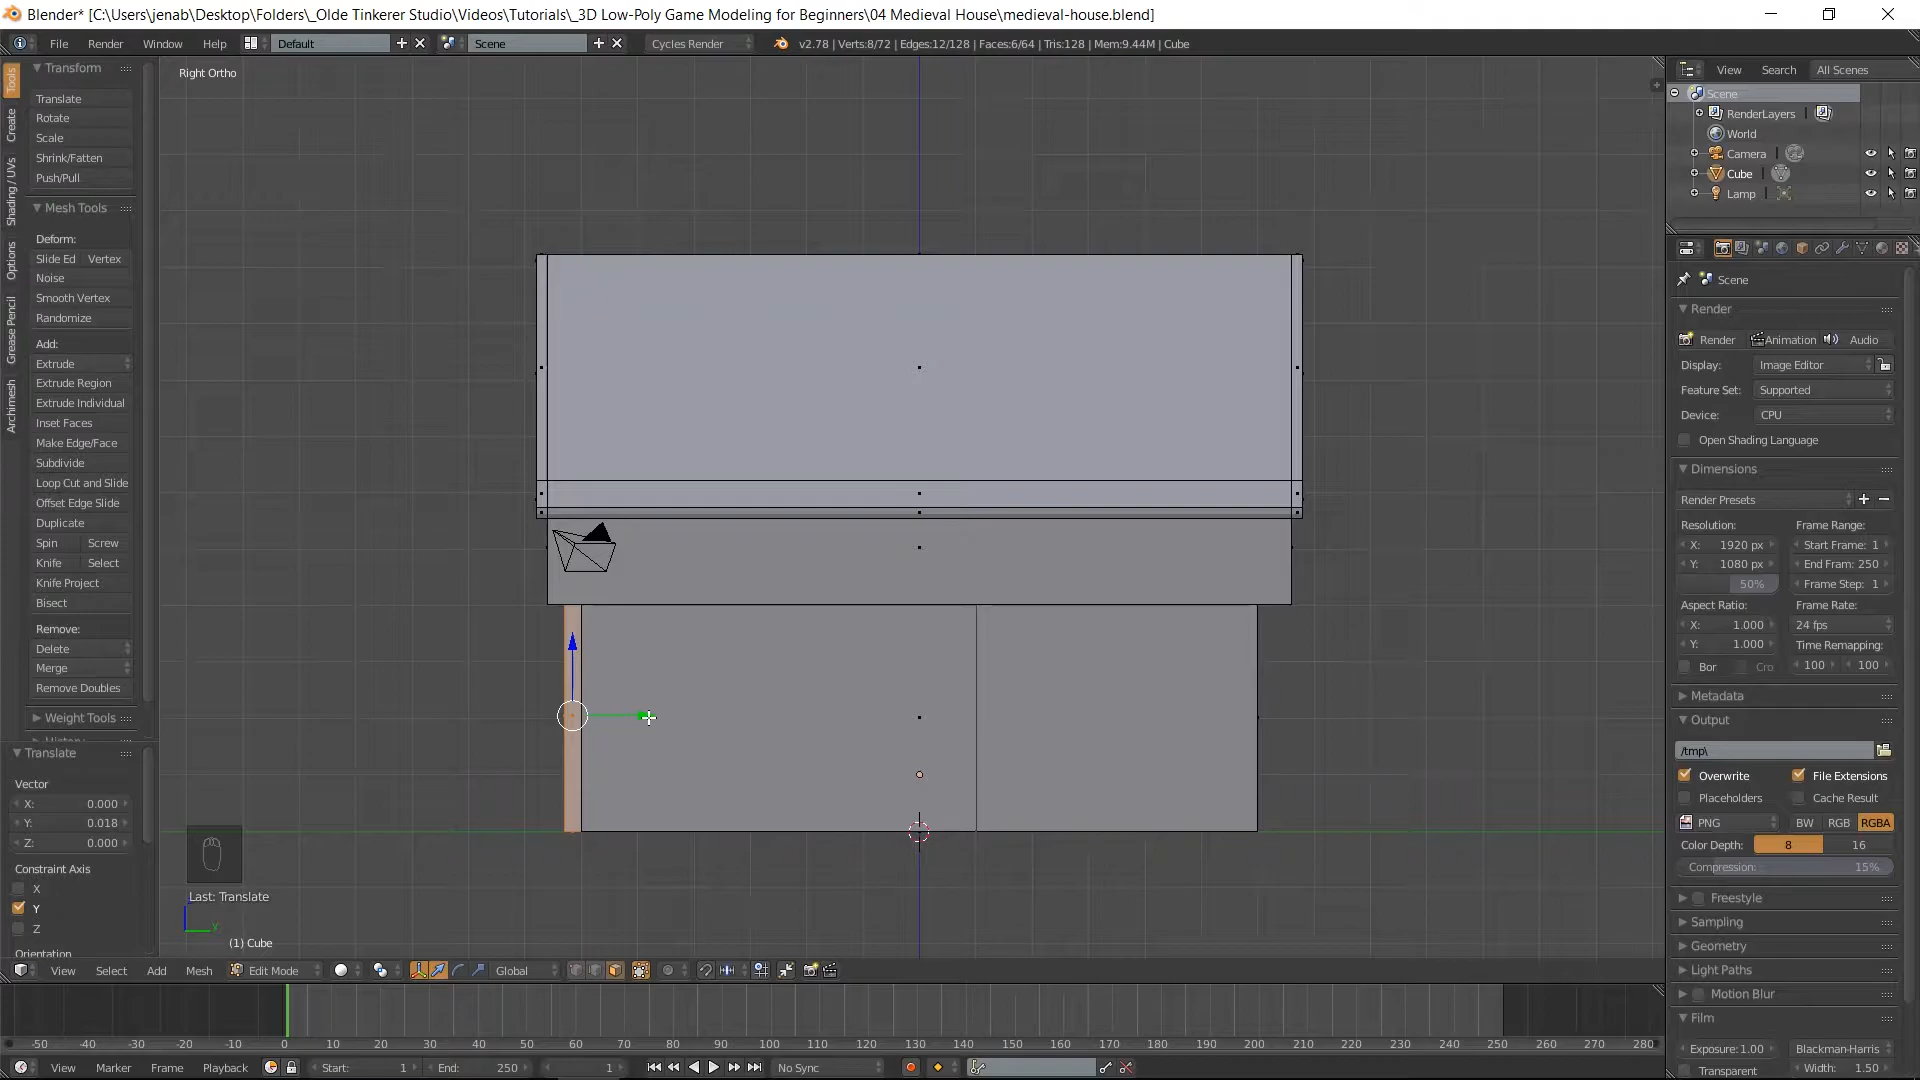 Blender* [C:\Users\jenab\Desktop\Folders\_Olde Tinkerer Studio\Videos\Tutorials\_3D Low-Poly Game Modeling for Beginners\04 Medieval House\medieval-house.blend]
File Render Window Help Default Scene Cycles Render v2.78 | Verts:8/72 | Edges:12/128 | Faces:6/64 | Tris:128 | Mem:9.44M | Cube
Tools
Create
Shading / UVs
Options
Grease Pencil
Archimesh
Transform
Translate
Rotate
Scale
Shrink/Fatten
Push/Pull
Mesh Tools
Deform:
Slide Ed Vertex
Noise
Smooth Vertex
Randomize
Add:
Extrude
Extrude Region
Extrude Individual
Inset Faces
Make Edge/Face
Subdivide
Loop Cut and Slide
Offset Edge Slide
Duplicate
Spin Screw
Knife Select
Knife Project
Bisect
Remove:
Delete
Merge
Remove Doubles
Weight Tools
Translate
Vector
X: 0.000
Y: 0.018
Z: 0.000
Constraint Axis
X
Y
Z
Orientation
Right Ortho
Last: Translate
(1) Cube
View Select Add Mesh Edit Mode Global
-50 -40 -30 -20 -10 0 10 20 30 40 50 60 70 80 90 100 110 120 130 140 150 160 170 180 190 200 210 220 230 240 250 260 270 280
View Marker Frame Playback Start: 1 End: 250 1 No Sync
View Search All Scenes
Scene
RenderLayers
World
Camera
Cube
Lamp
Scene
Render
Render Animation Audio
Display: Image Editor
Feature Set: Supported
Device: CPU
Open Shading Language
Dimensions
Render Presets
Resolution: Frame Range:
X: 1920 px Start Frame: 1
Y: 1080 px End Fram: 250
50% Frame Step: 1
Aspect Ratio: Frame Rate:
X: 1.000 24 fps
Y: 1.000 Time Remapping:
Bor Cro 100 100
Metadata
Output
/tmp\
Overwrite File Extensions
Placeholders Cache Result
PNG BW RGB RGBA
Color Depth: 8 16
Compression: 15%
Freestyle
Sampling
Geometry
Light Paths
Motion Blur
Film
Exposure: 1.00 Blackman-Harris
Transparent Width: 1.50